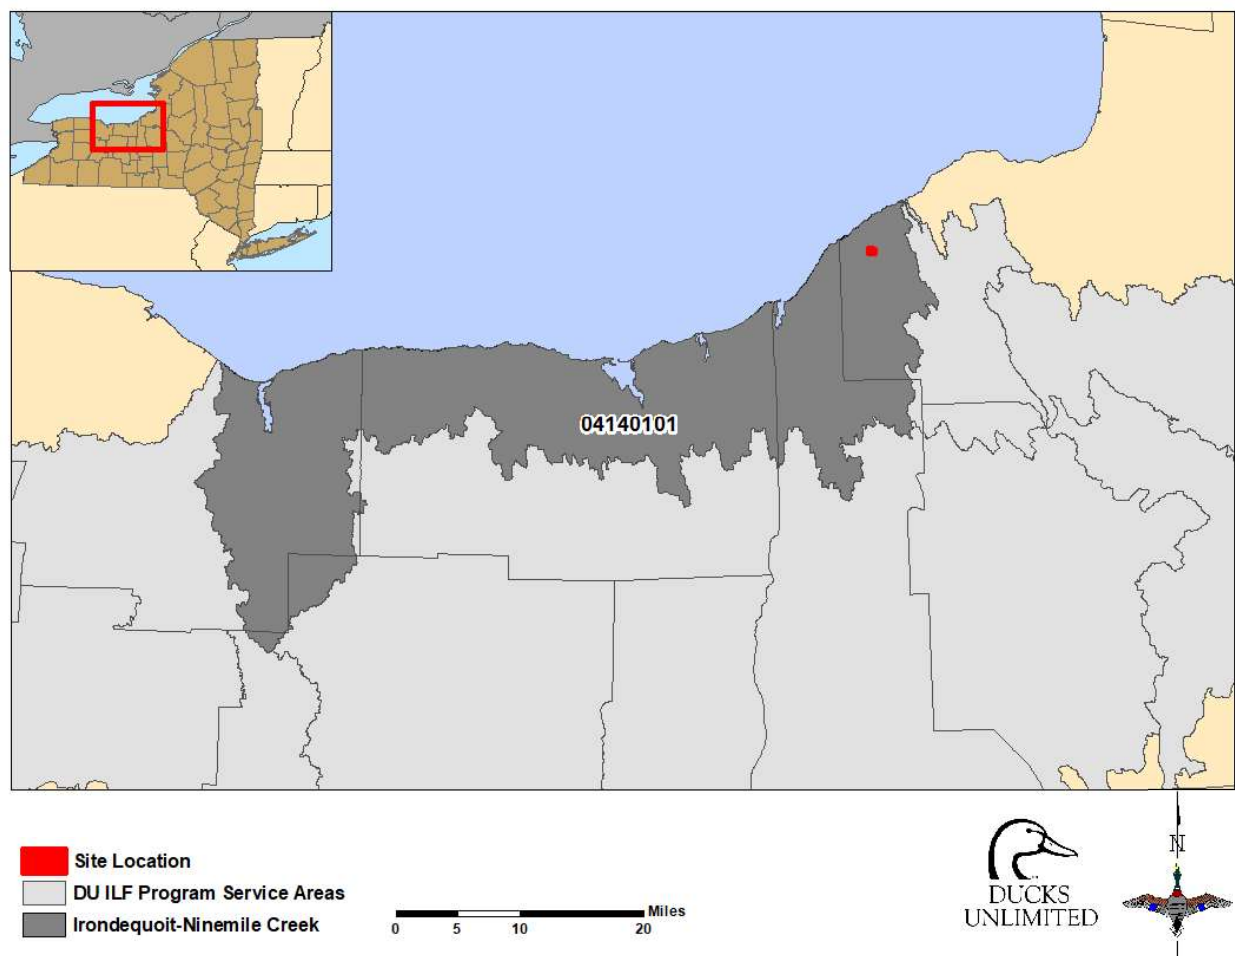 04140101
Site Location
DU ILF Program Service Areas
Irondequoit-Ninemile Creek
Miles
0 5 10 20
DUCKS
UNLIMITED
N